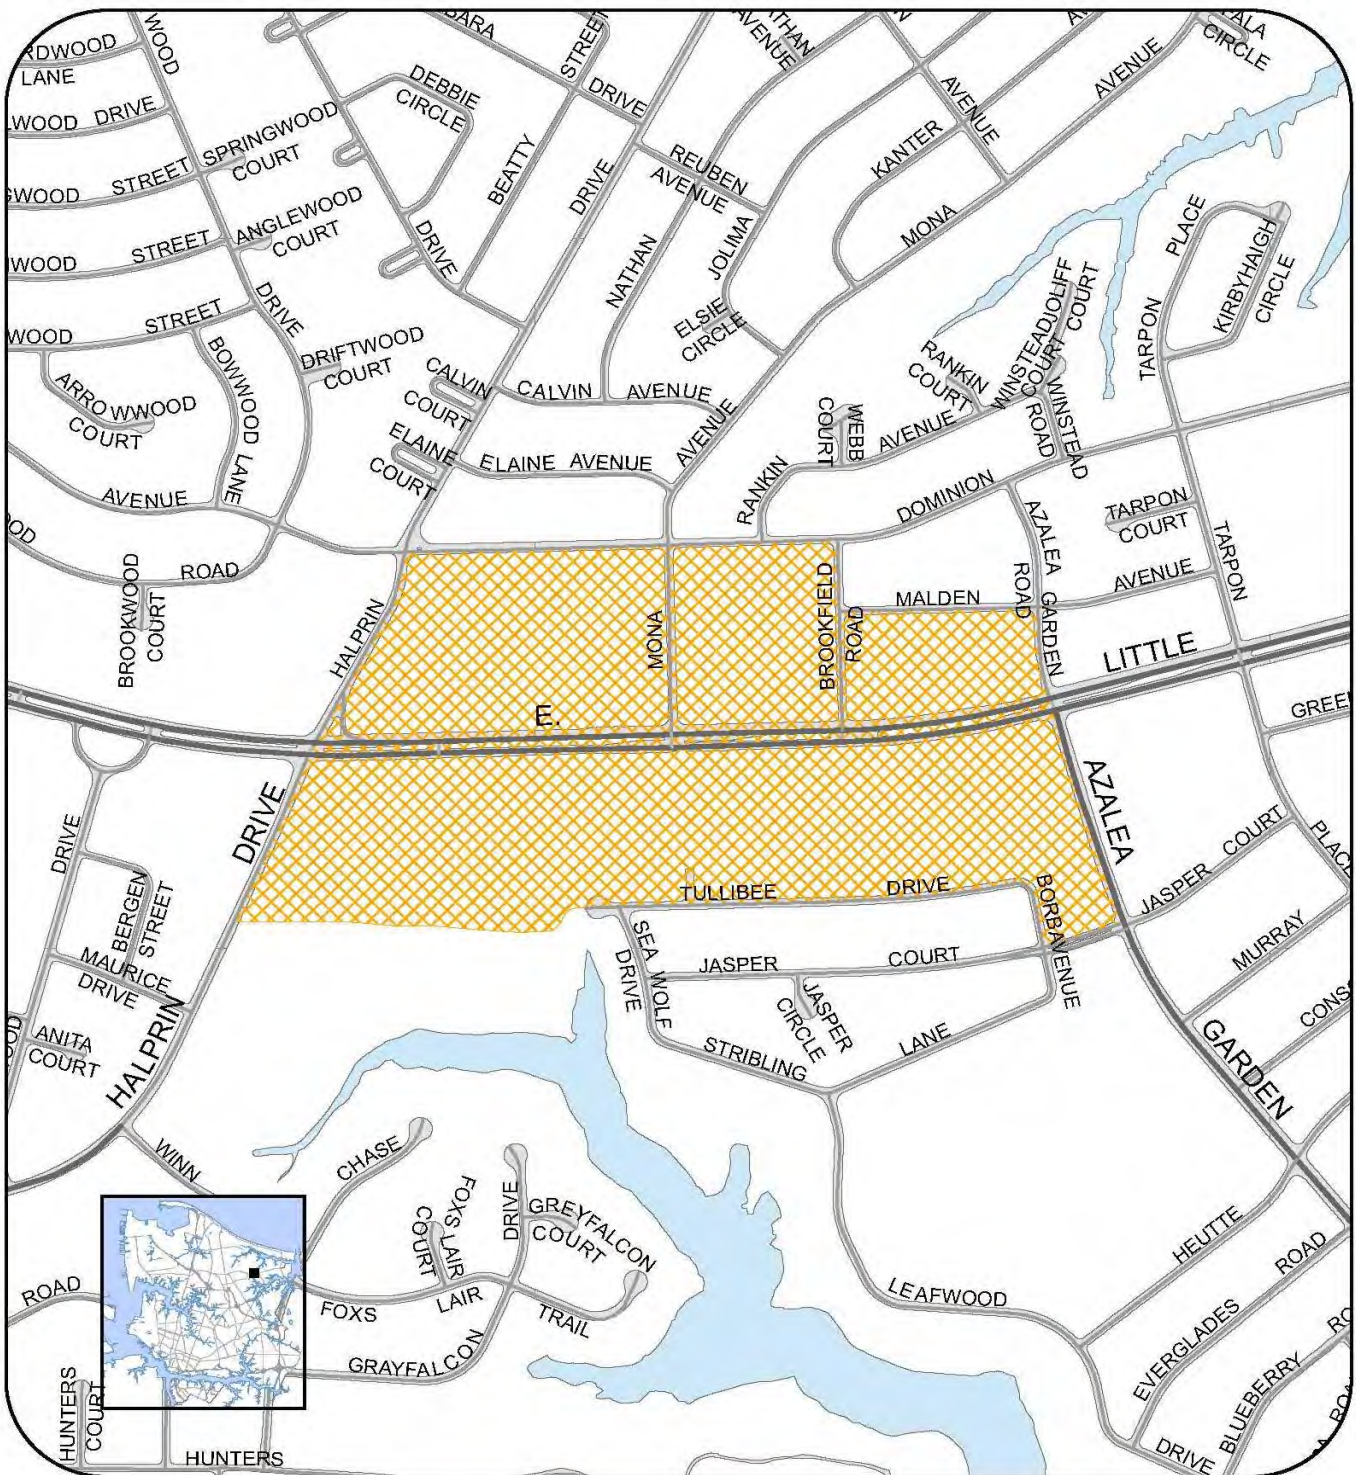 WOOD
DRIVE
STREET
AVENUE
CIRCLE
LANE
DEBBIE
CIRCLE
DRIVE
AVENUE
AVENUE
WOOD DRIVE
SPRINGWOOD
COURT
STREET
BEATTY
DRIVE
REUBEN
AVENUE
KANTER
WOOD
ANGLEWOOD
COURT
STREET
DRIVE
NATHAN
JOLIMA
MONA
PLACE
KIRBYHAIGH
CIRCLE
WOOD
DRIVE
STREET
ELSIE
CIRCLE
JOLIFF
COURT
WINSTEAD
COURT
TARPON
WOOD
BOWWOOD LANE
DRIFTWOOD
COURT
CALVIN
COURT
CALVIN AVENUE
AVENUE
RANKIN
COURT
WINSTEAD
ROAD
ARROWWOOD
COURT
ELAINE
COURT
ELAINE AVENUE
WEBB
COURT
AVENUE
RANKIN
AVENUE
DOMINION
TARPON
COURT
TARPON
AZALEA GARDEN
ROAD
ROAD
BROOKWOOD
COURT
HALPRIN
MONA
BROOKFIELD
ROAD
MALDEN
AVENUE
LITTLE
E.
DRIVE
DRIVE
AZALEA
COURT
JASPER
BERGEN
STREET
TULLIBEE DRIVE
BORB AVENUE
MAURICE
DRIVE
SEA WOLF
DRIVE
JASPER COURT
MURRAY
ANITA
COURT
HALPRIN
JASPER
CIRCLE
STRIBLING
LANE
GARDEN
WINN
CHASE
FOXS LAIR
COURT
DRIVE
GREYFALCON
COURT
HEUTTE
ROAD
ROAD
FOXS LAIR TRAIL
LEAFWOOD
GRAYFALCON
EVERGLADES
BLUEBERRY
HUNTERS
COURT
HUNTERS
DRIVE